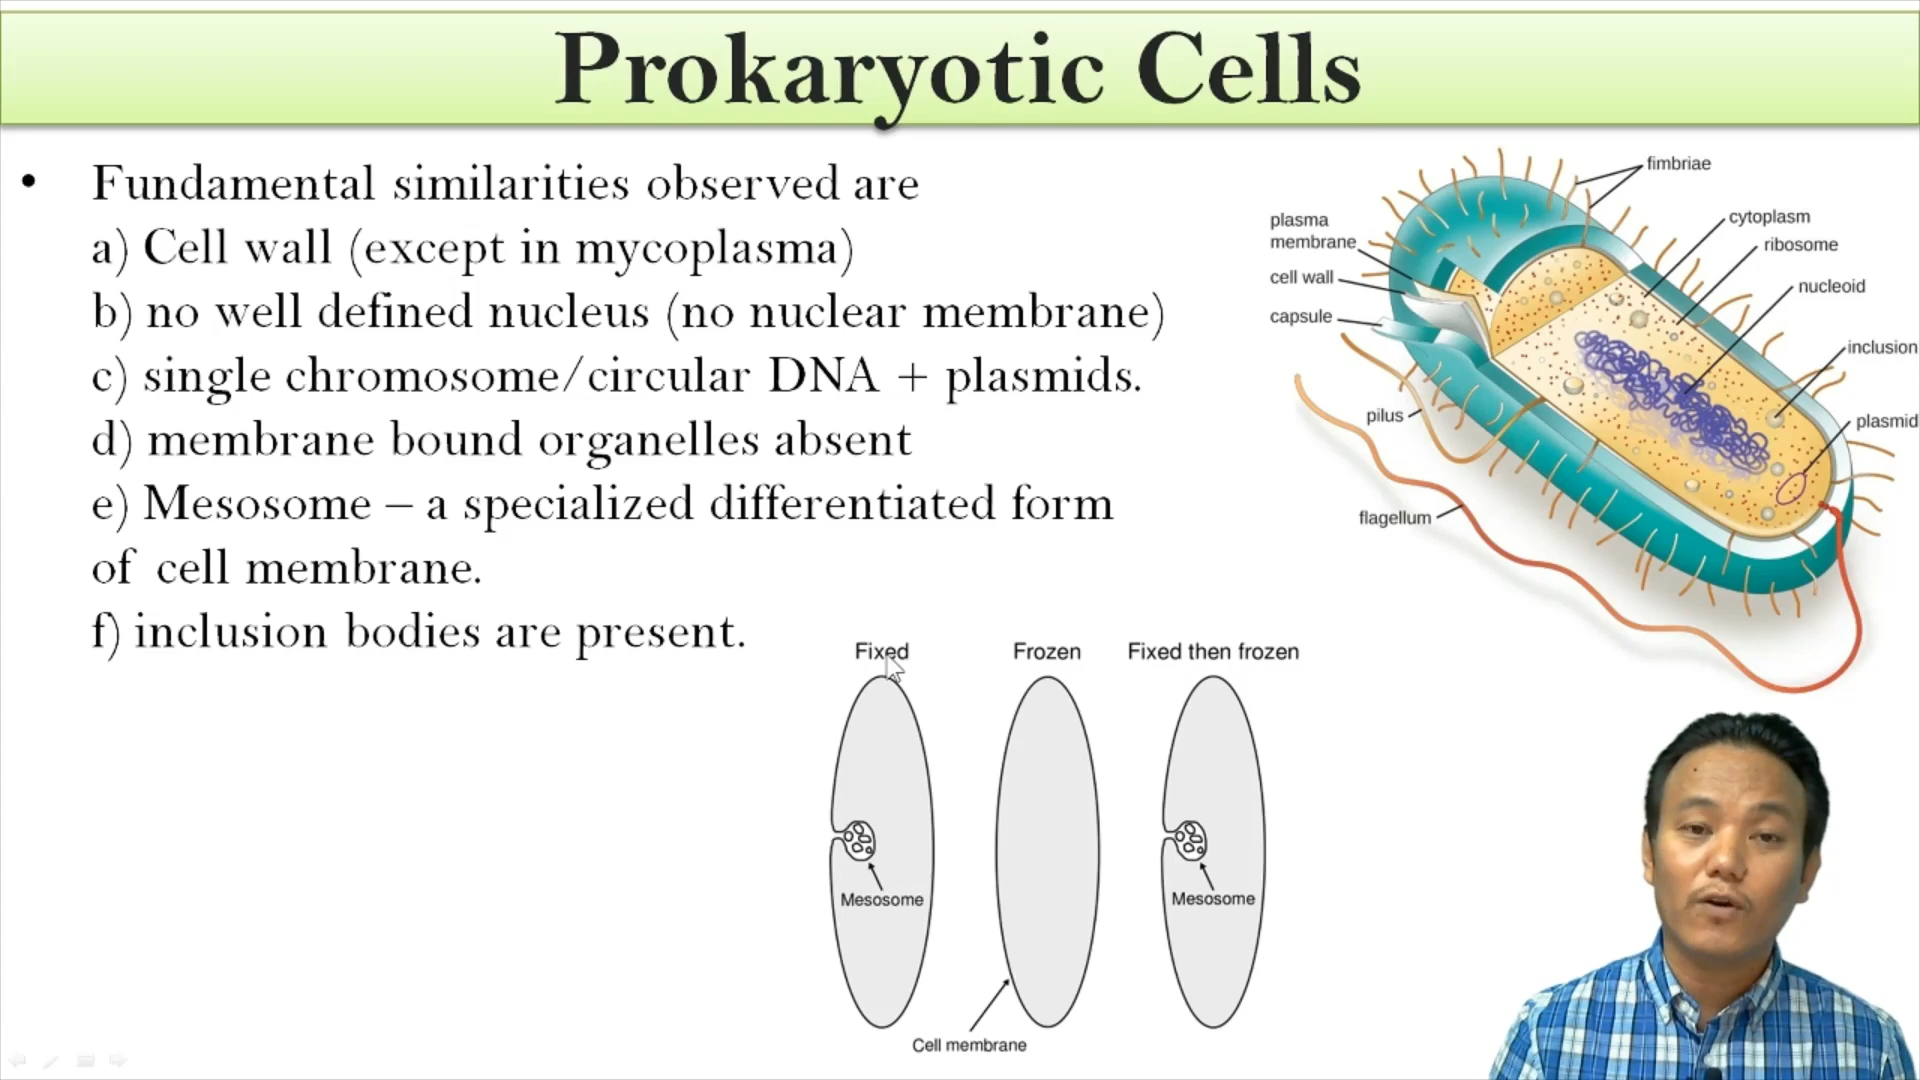 Prokaryotic Cells
• Fundamental similarities observed are
a) Cell wall (except in mycoplasma)
b) no well defined nucleus (no nuclear membrane)
c) single chromosome/circular DNA + plasmids.
d) membrane bound organelles absent
e) Mesosome – a specialized differentiated form
of cell membrane.
f) inclusion bodies are present.
fimbriae
plasma
membrane
cytoplasm
ribosome
cell wall
nucleoid
capsule
inclusion
pilus
plasmid
flagellum
Fixed
Frozen
Fixed then frozen
Mesosome
Mesosome
Cell membrane